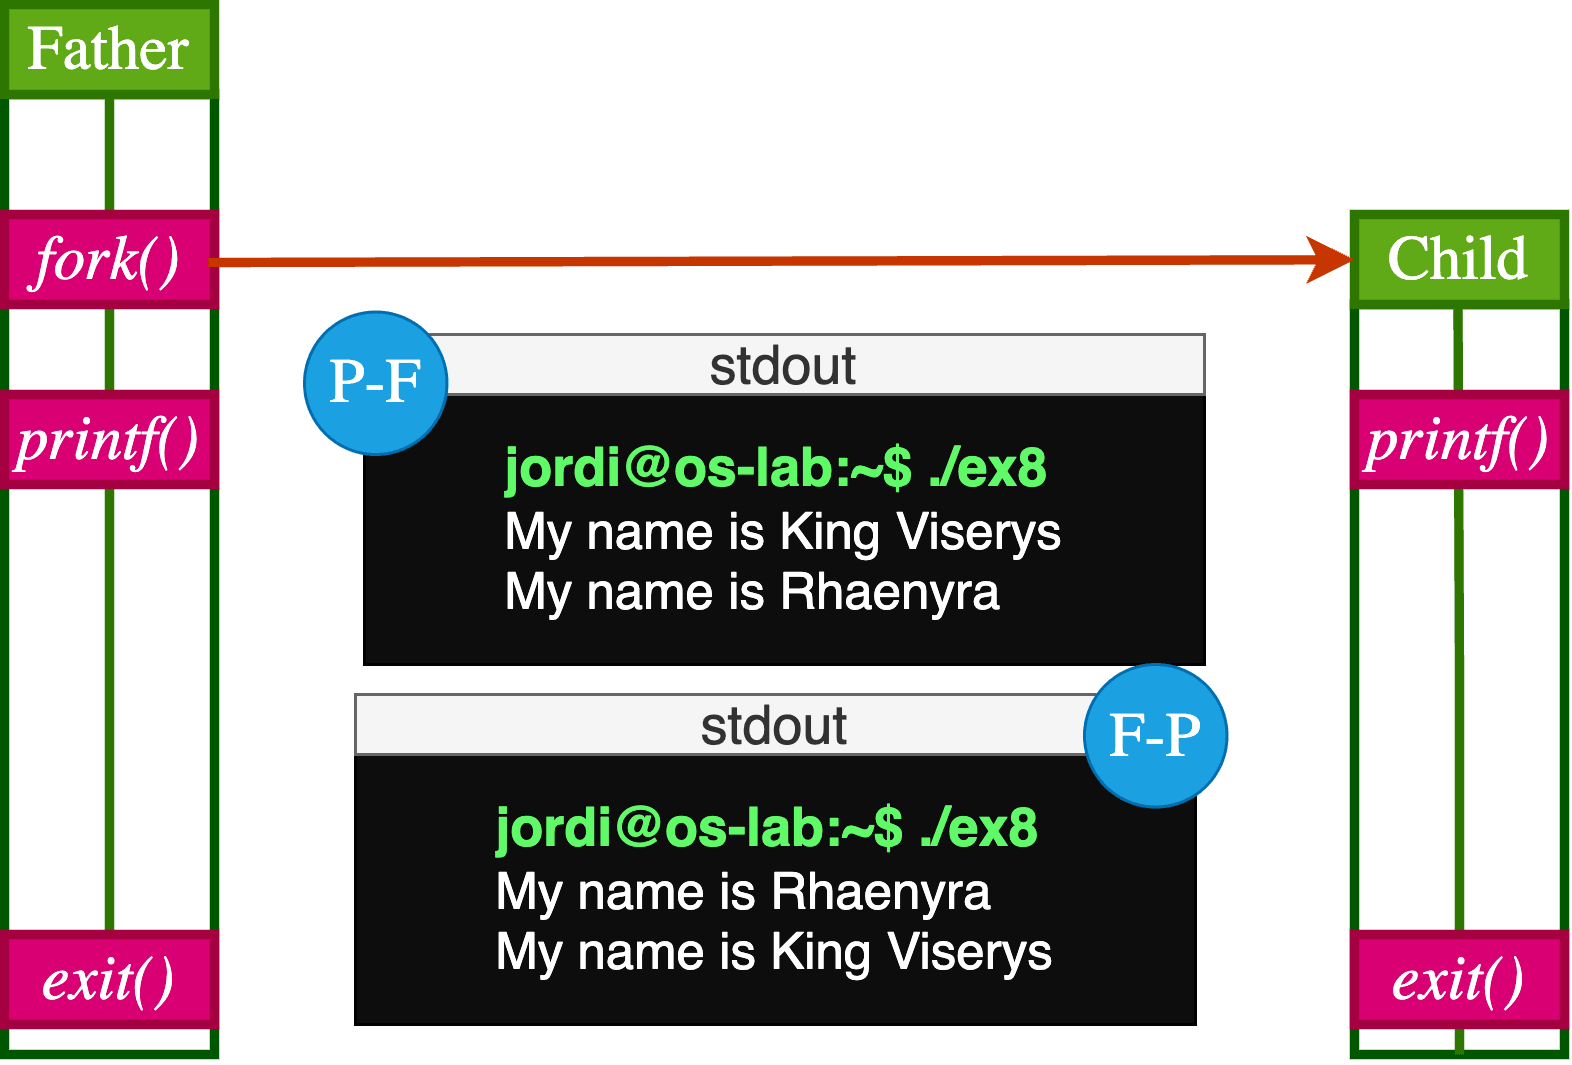 Father
fork()
Child
P-F
stdout
printf()
printf()
jordi@os-lab:~$ ./ex8
My name is King Viserys
My name is Rhaenyra
stdout
F-P
jordi@os-lab:~$ ./ex8
My name is Rhaenyra
My name is King Viserys
exit()
exit()